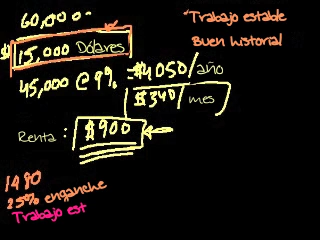 60,000.-
$15,000 Dólares
45,000 @ 9% = $4050/año
$340/mes
Renta: $900
*Trabajo estable
Buen historial
1980
25% enganche
Trabajo est